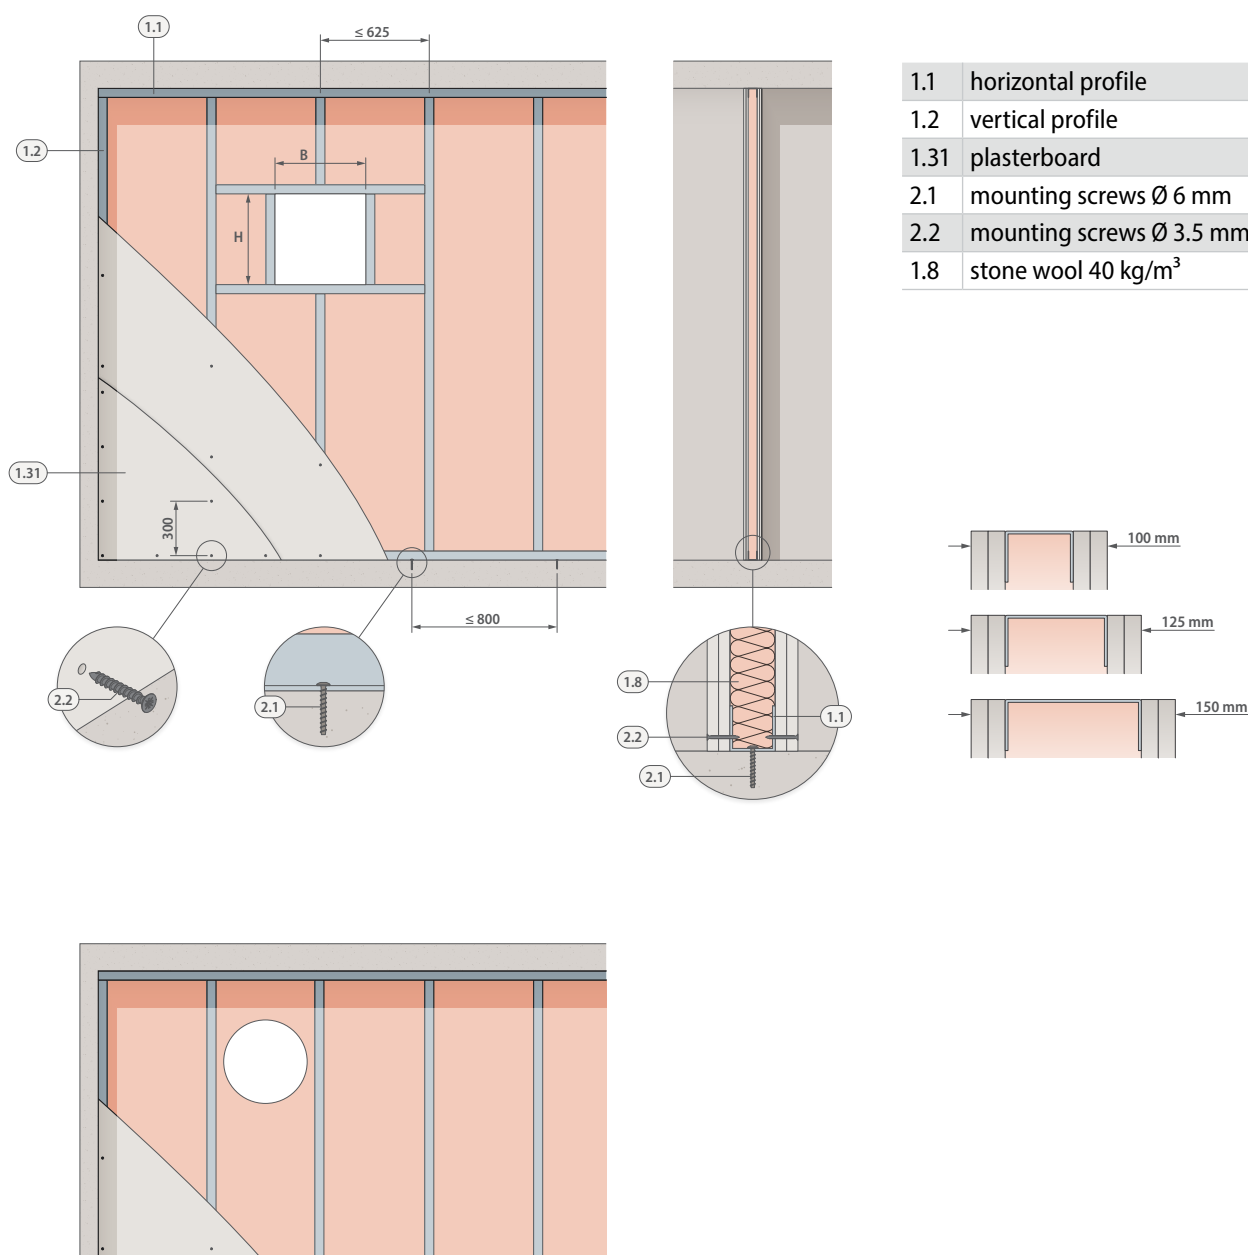 1.1
≤ 625
1.2
B
H
1.31
300
≤ 800
2.2
2.1
1.8
1.1
2.2
2.1
1.1 horizontal profile
1.2 vertical profile
1.31 plasterboard
2.1 mounting screws Ø 6 mm
2.2 mounting screws Ø 3.5 mm
1.8 stone wool 40 kg/m³
100 mm
125 mm
150 mm